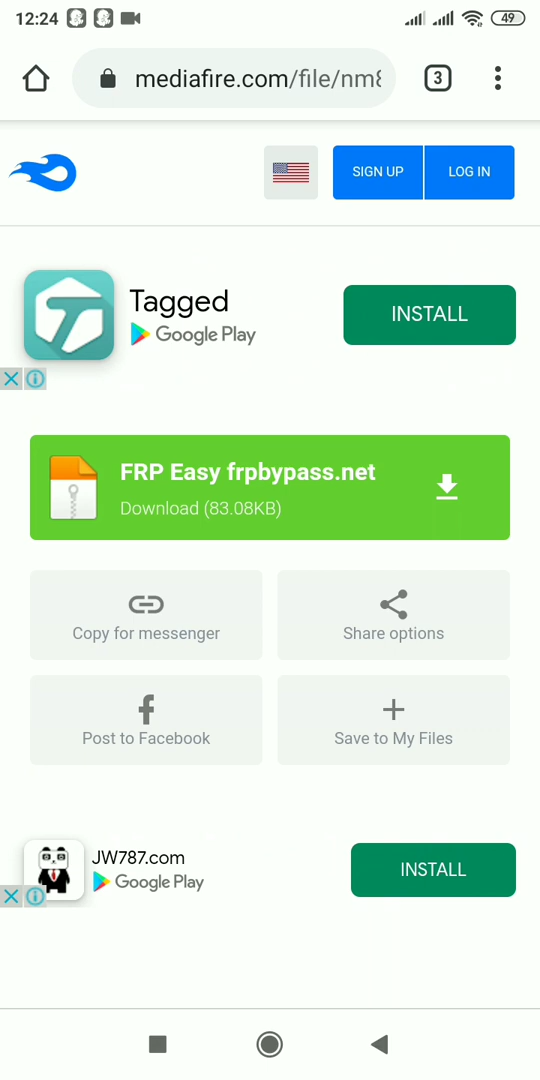 12:24
49
mediafire.com/file/nm8
3
SIGN UP
LOG IN
Tagged
Google Play
INSTALL
FRP Easy frpbypass.net
Download (83.08KB)
Copy for messenger
Share options
Post to Facebook
Save to My Files
JW787.com
Google Play
INSTALL